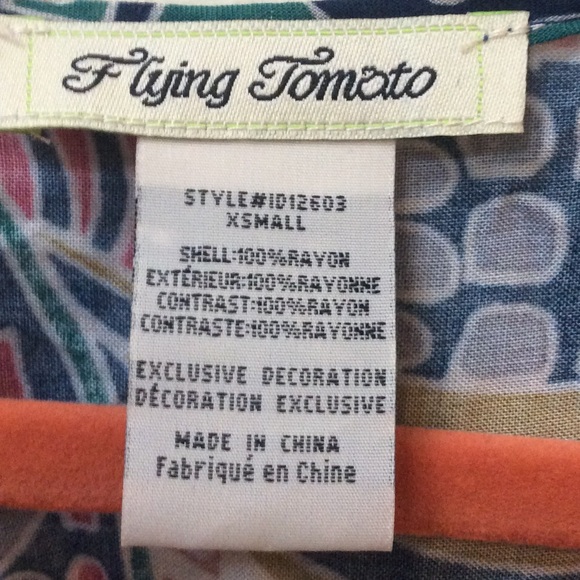 Flying Tomato
STYLE#ID12603
XSMALL
SHELL:100%RAYON
EXTÉRIEUR:100%RAYONNE
CONTRAST:100%RAYON
CONTRASTE:100%RAYONNE
EXCLUSIVE DECORATION
DÉCORATION EXCLUSIVE
MADE IN CHINA
Fabriqué en Chine